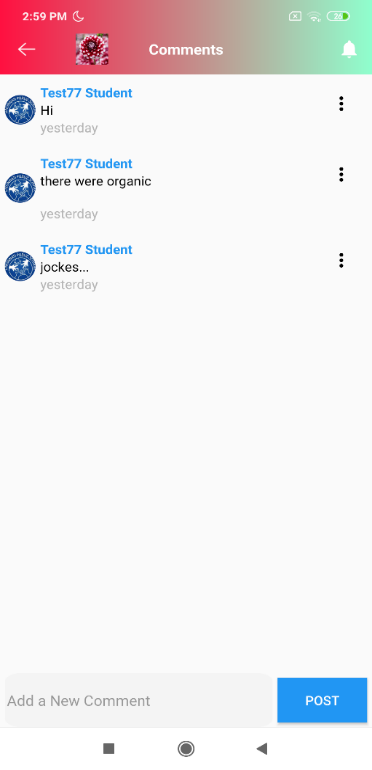 2:59 PM
Comments
Test77 Student
Hi
yesterday
Test77 Student
there were organic
yesterday
Test77 Student
jockes...
yesterday
Add a New Comment
POST